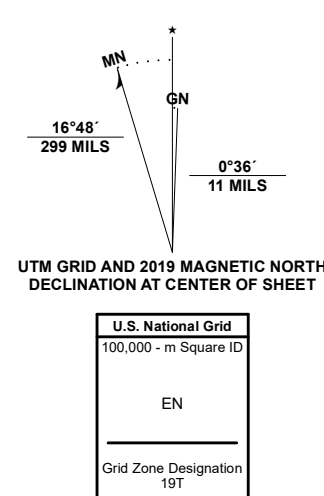 ★
MN
GN
16°48´
299 MILS
0°36´
11 MILS
UTM GRID AND 2019 MAGNETIC NORTH
DECLINATION AT CENTER OF SHEET
U.S. National Grid
100,000 - m Square ID
EN
Grid Zone Designation
19T